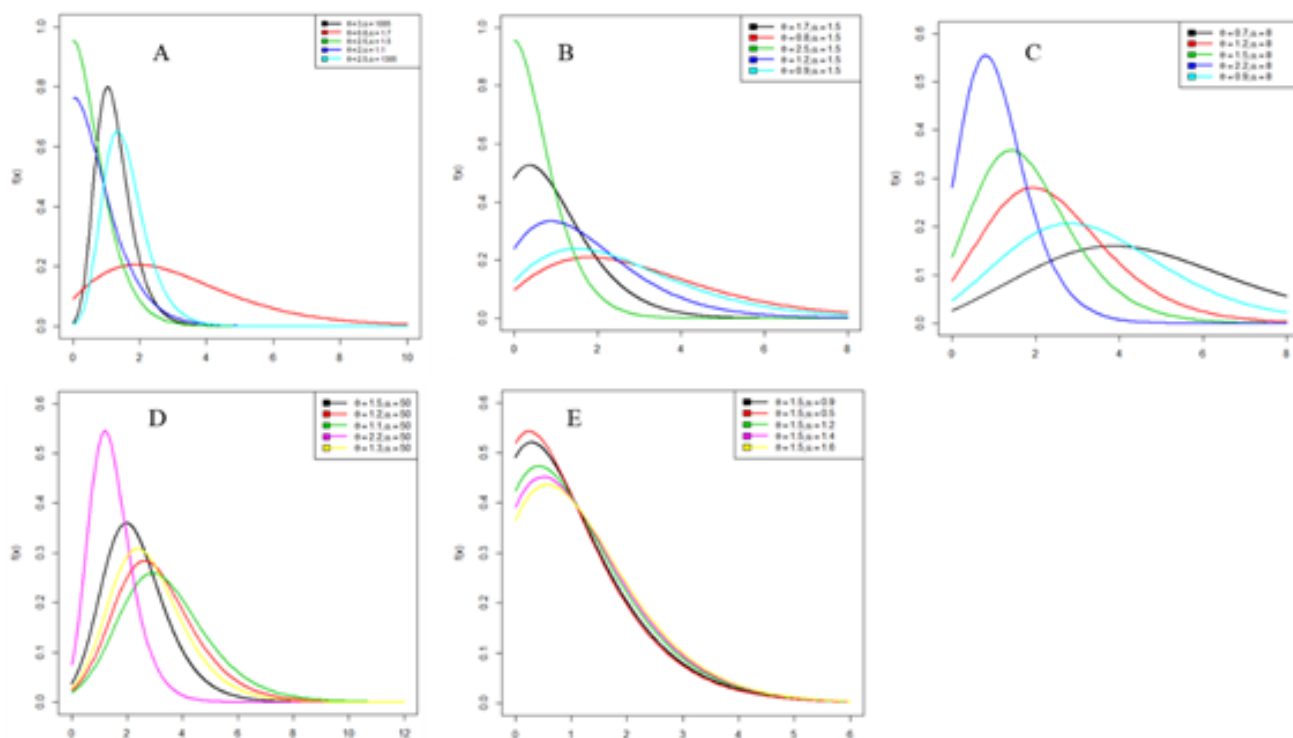 A
θ = 0.8, α = 1.7
θ = 2.5, α = 1.5
θ = 2, α = 1.1
f(x)
0.0 0.2 0.4 0.6 0.8 1.0
0 2 4 6 8 10
B
θ = 1.7, α = 1.5
θ = 0.8, α = 1.5
θ = 2.5, α = 1.5
θ = 1.2, α = 1.5
θ = 0.9, α = 1.5
f(x)
0.0 0.2 0.4 0.6 0.8 1.0
0 2 4 6 8
C
θ = 0.7, α = 8
θ = 1.2, α = 8
θ = 1.5, α = 8
θ = 2.2, α = 8
θ = 0.9, α = 8
f(x)
0.0 0.1 0.2 0.3 0.4 0.5 0.6
0 2 4 6 8
D
θ = 1.5, α = 50
θ = 1.2, α = 50
θ = 1.1, α = 50
θ = 2.2, α = 50
θ = 1.3, α = 50
f(x)
0.0 0.1 0.2 0.3 0.4 0.5 0.6
0 2 4 6 8 10 12
E
θ = 1.5, α = 0.9
θ = 1.5, α = 0.5
θ = 1.5, α = 1.2
θ = 1.5, α = 1.4
θ = 1.5, α = 1.6
f(x)
0.0 0.1 0.2 0.3 0.4 0.5 0.6
0 1 2 3 4 5 6